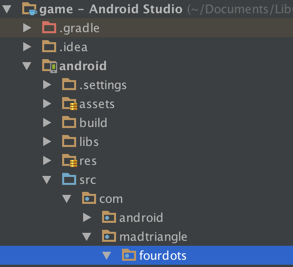 game – Android Studio (~/Documents/Lib
.gradle
.idea
android
.settings
assets
build
libs
res
src
com
android
madtriangle
fourdots